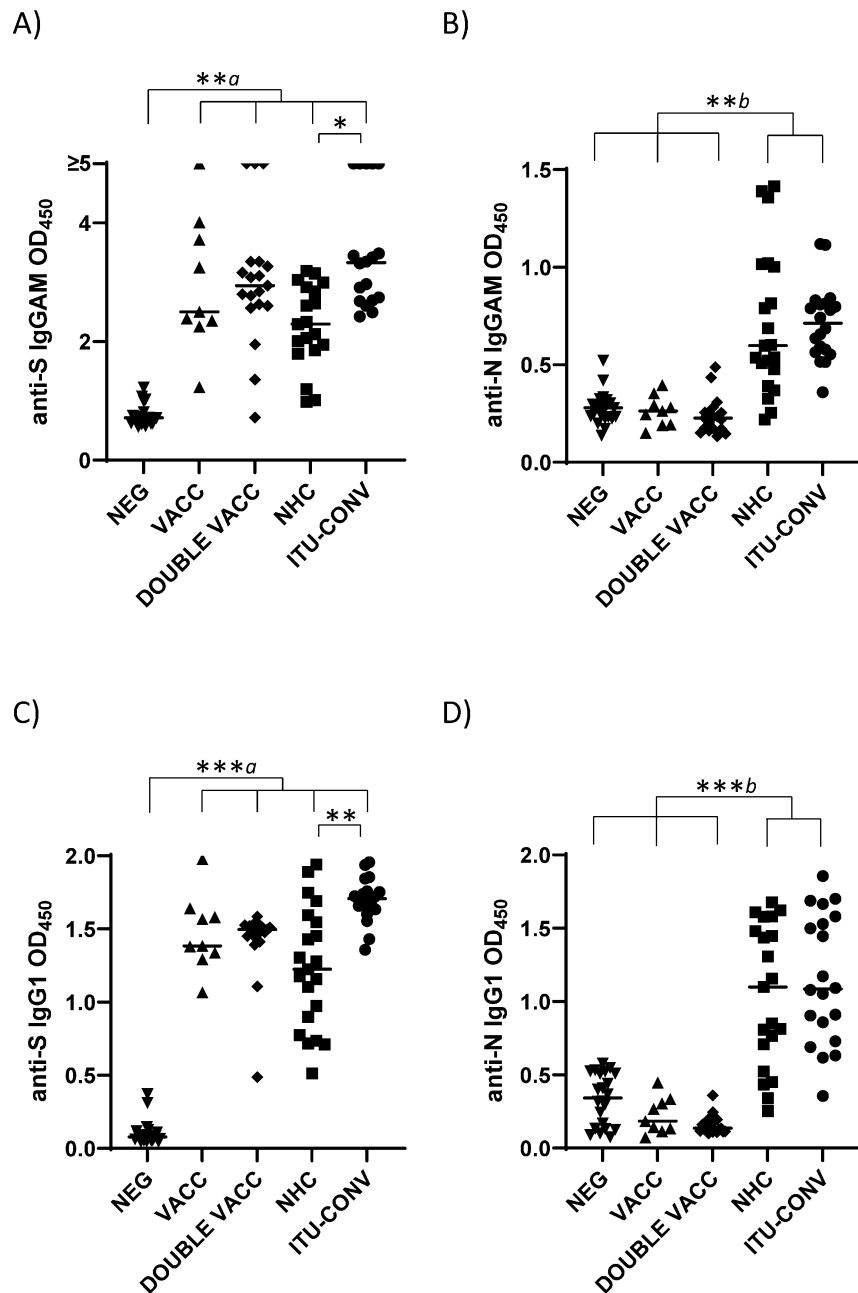 A)
**a
*
≥5
4
2
0
anti-S IgGAM OD450
NEG
VACC
DOUBLE VACC
NHC
ITU-CONV
B)
**b
1.5
1.0
0.5
0.0
anti-N IgGAM OD450
NEG
VACC
DOUBLE VACC
NHC
ITU-CONV
C)
***a
**
2.0
1.5
1.0
0.5
0.0
anti-S IgG1 OD450
NEG
VACC
DOUBLE VACC
NHC
ITU-CONV
D)
***b
2.0
1.5
1.0
0.5
0.0
anti-N IgG1 OD450
NEG
VACC
DOUBLE VACC
NHC
ITU-CONV